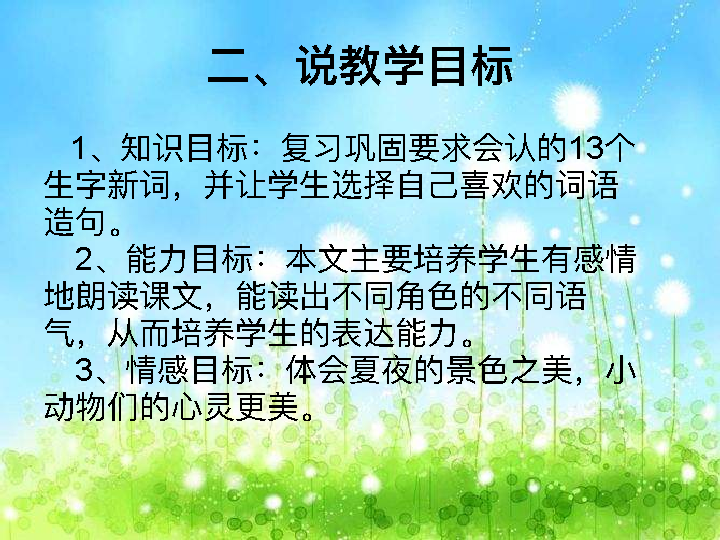 二、说教学目标
1、知识目标：复习巩固要求会认的13个
生字新词，并让学生选择自己喜欢的词语
造句。
2、能力目标：本文主要培养学生有感情
地朗读课文，能读出不同角色的不同语
气，从而培养学生的表达能力。
3、情感目标：体会夏夜的景色之美，小
动物们的心灵更美。